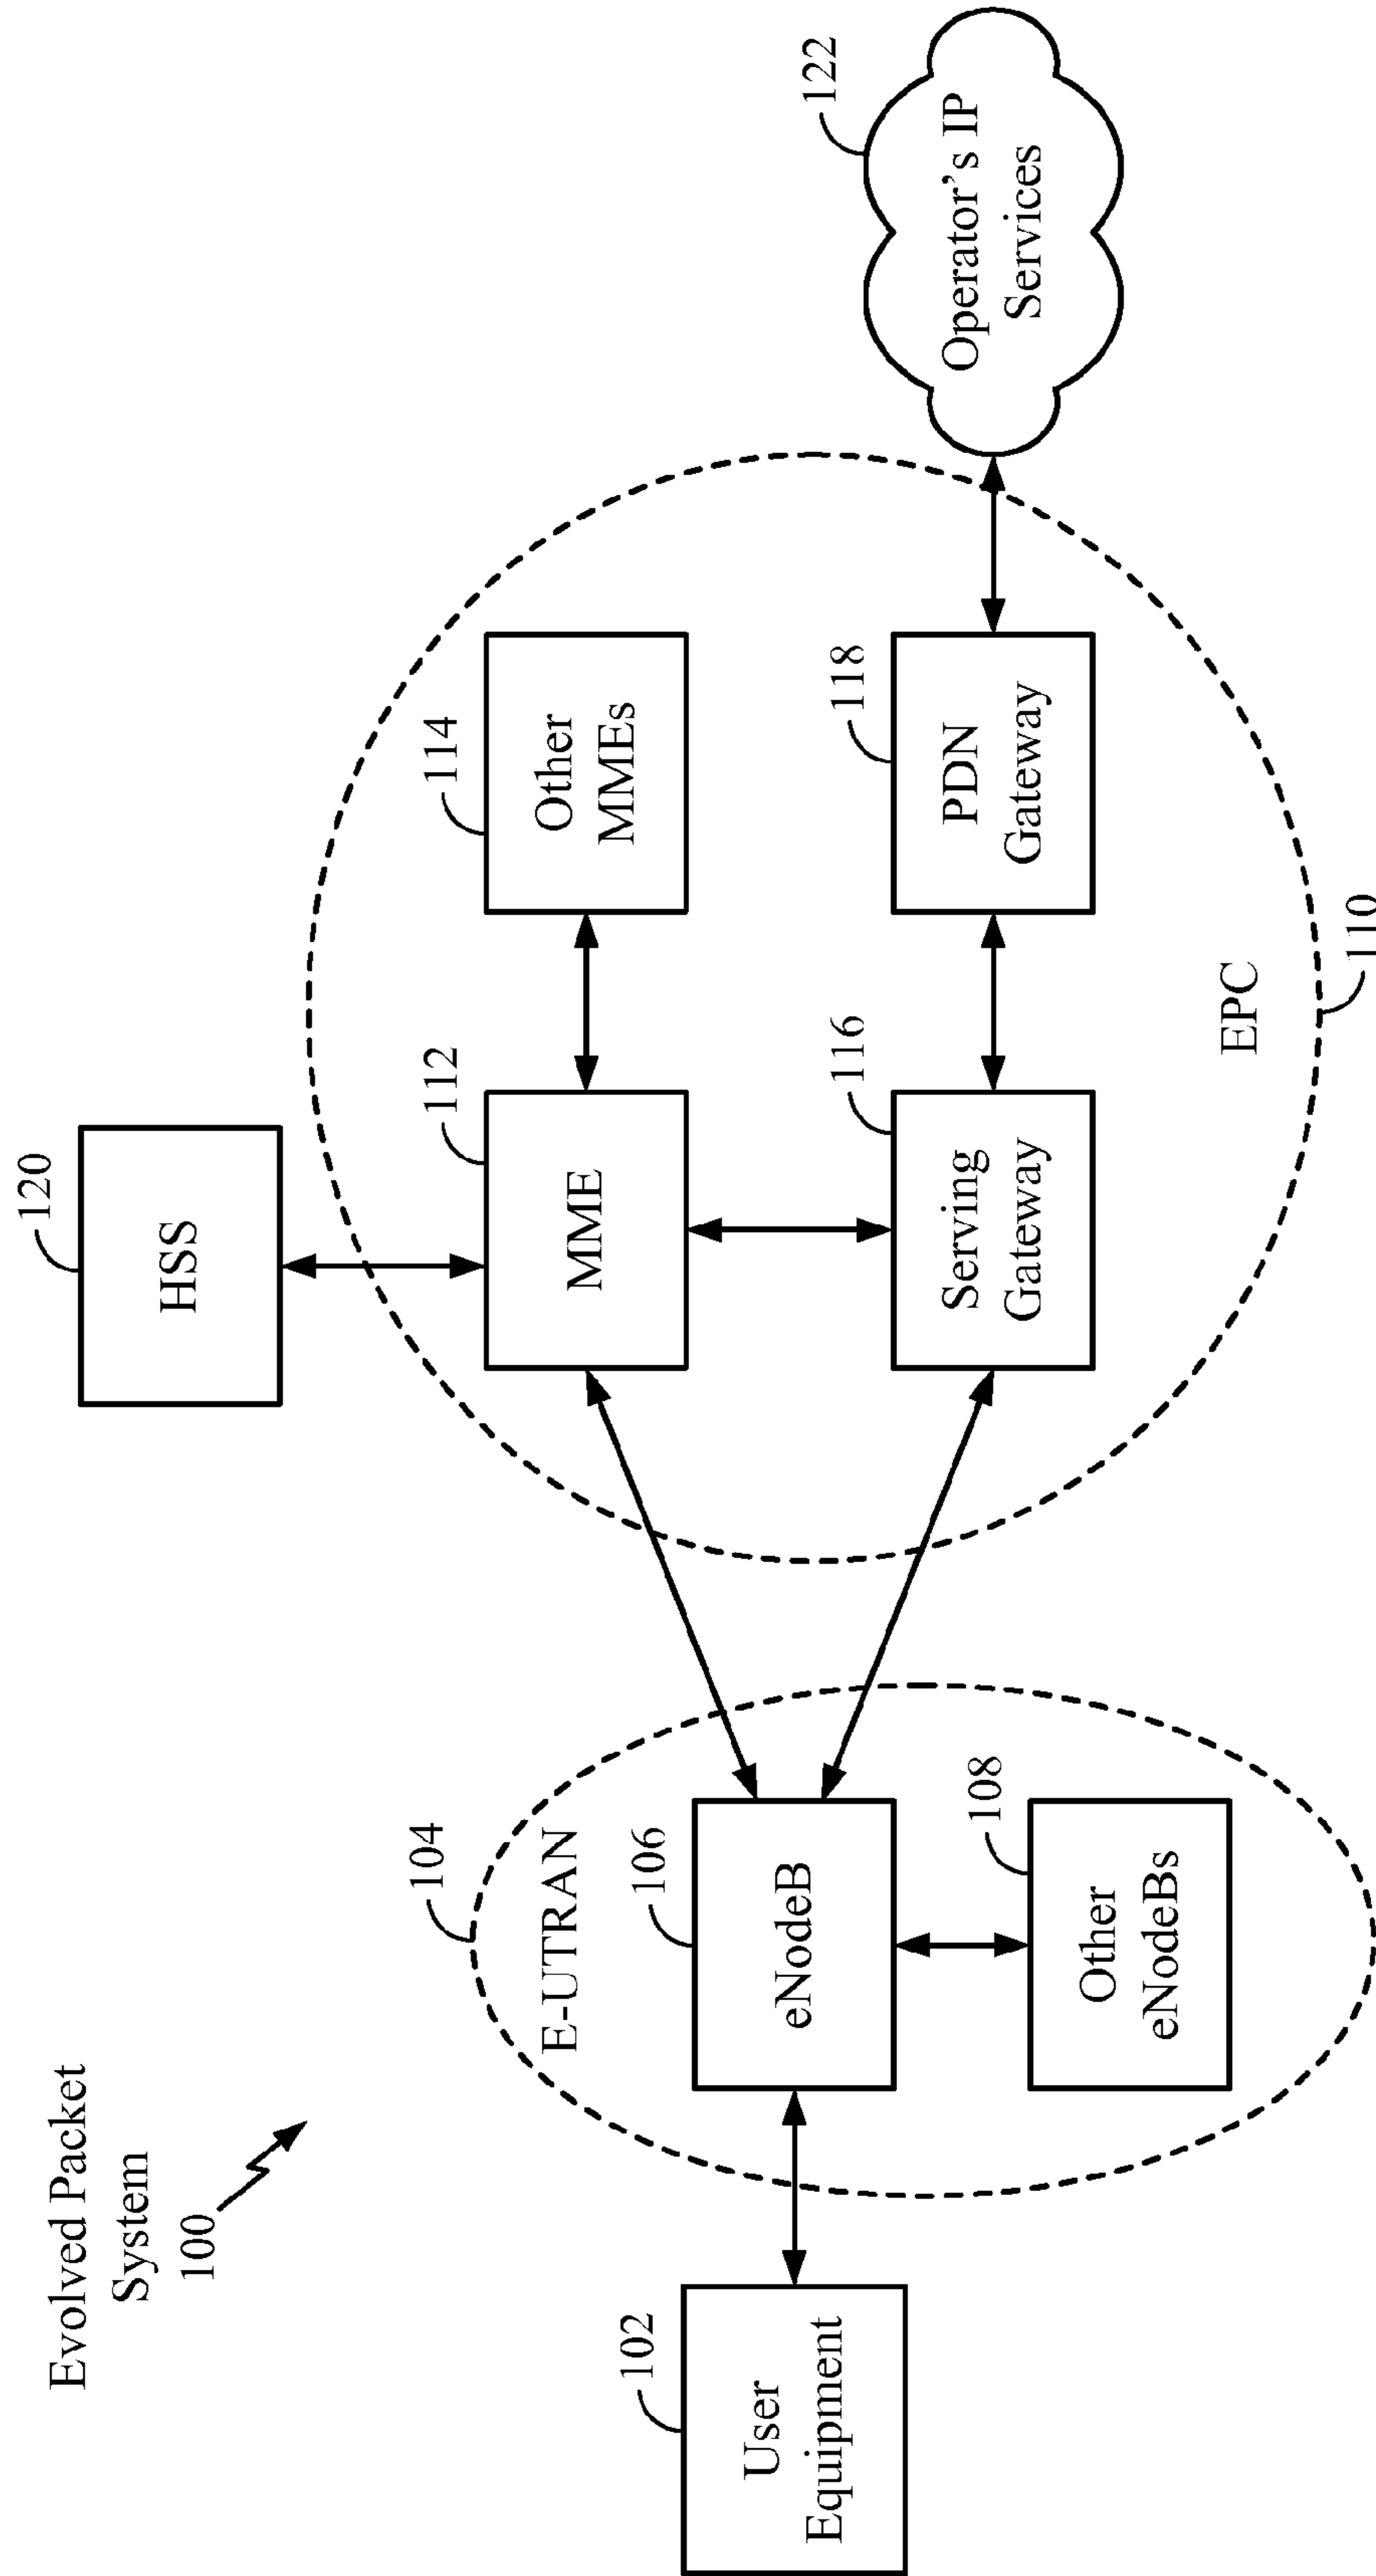 Evolved Packet
System
100
102
User
Equipment
104
E-UTRAN
106
eNodeB
108
Other
eNodeBs
120
HSS
112
MME
114
Other
MMEs
116
Serving
Gateway
118
PDN
Gateway
EPC
110
122
Operator’s IP
Services